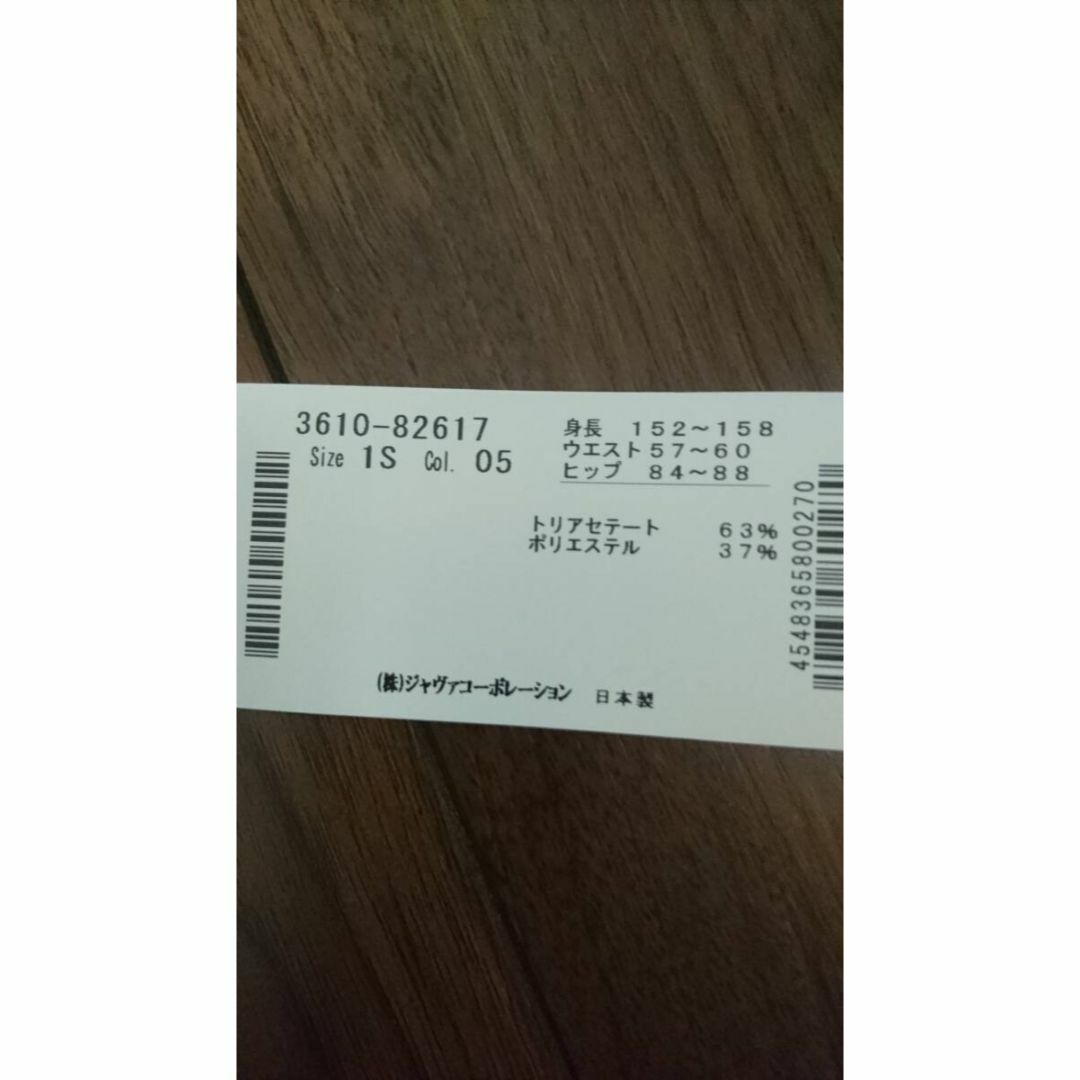 3610-82617
Size 1S Col. 05
身長 152～158
ウエスト57～60
ヒップ 84～88
トリアセテート 63%
ポリエステル 37%
4548365800270
(株)ジャヴァコーポレーション 日本製